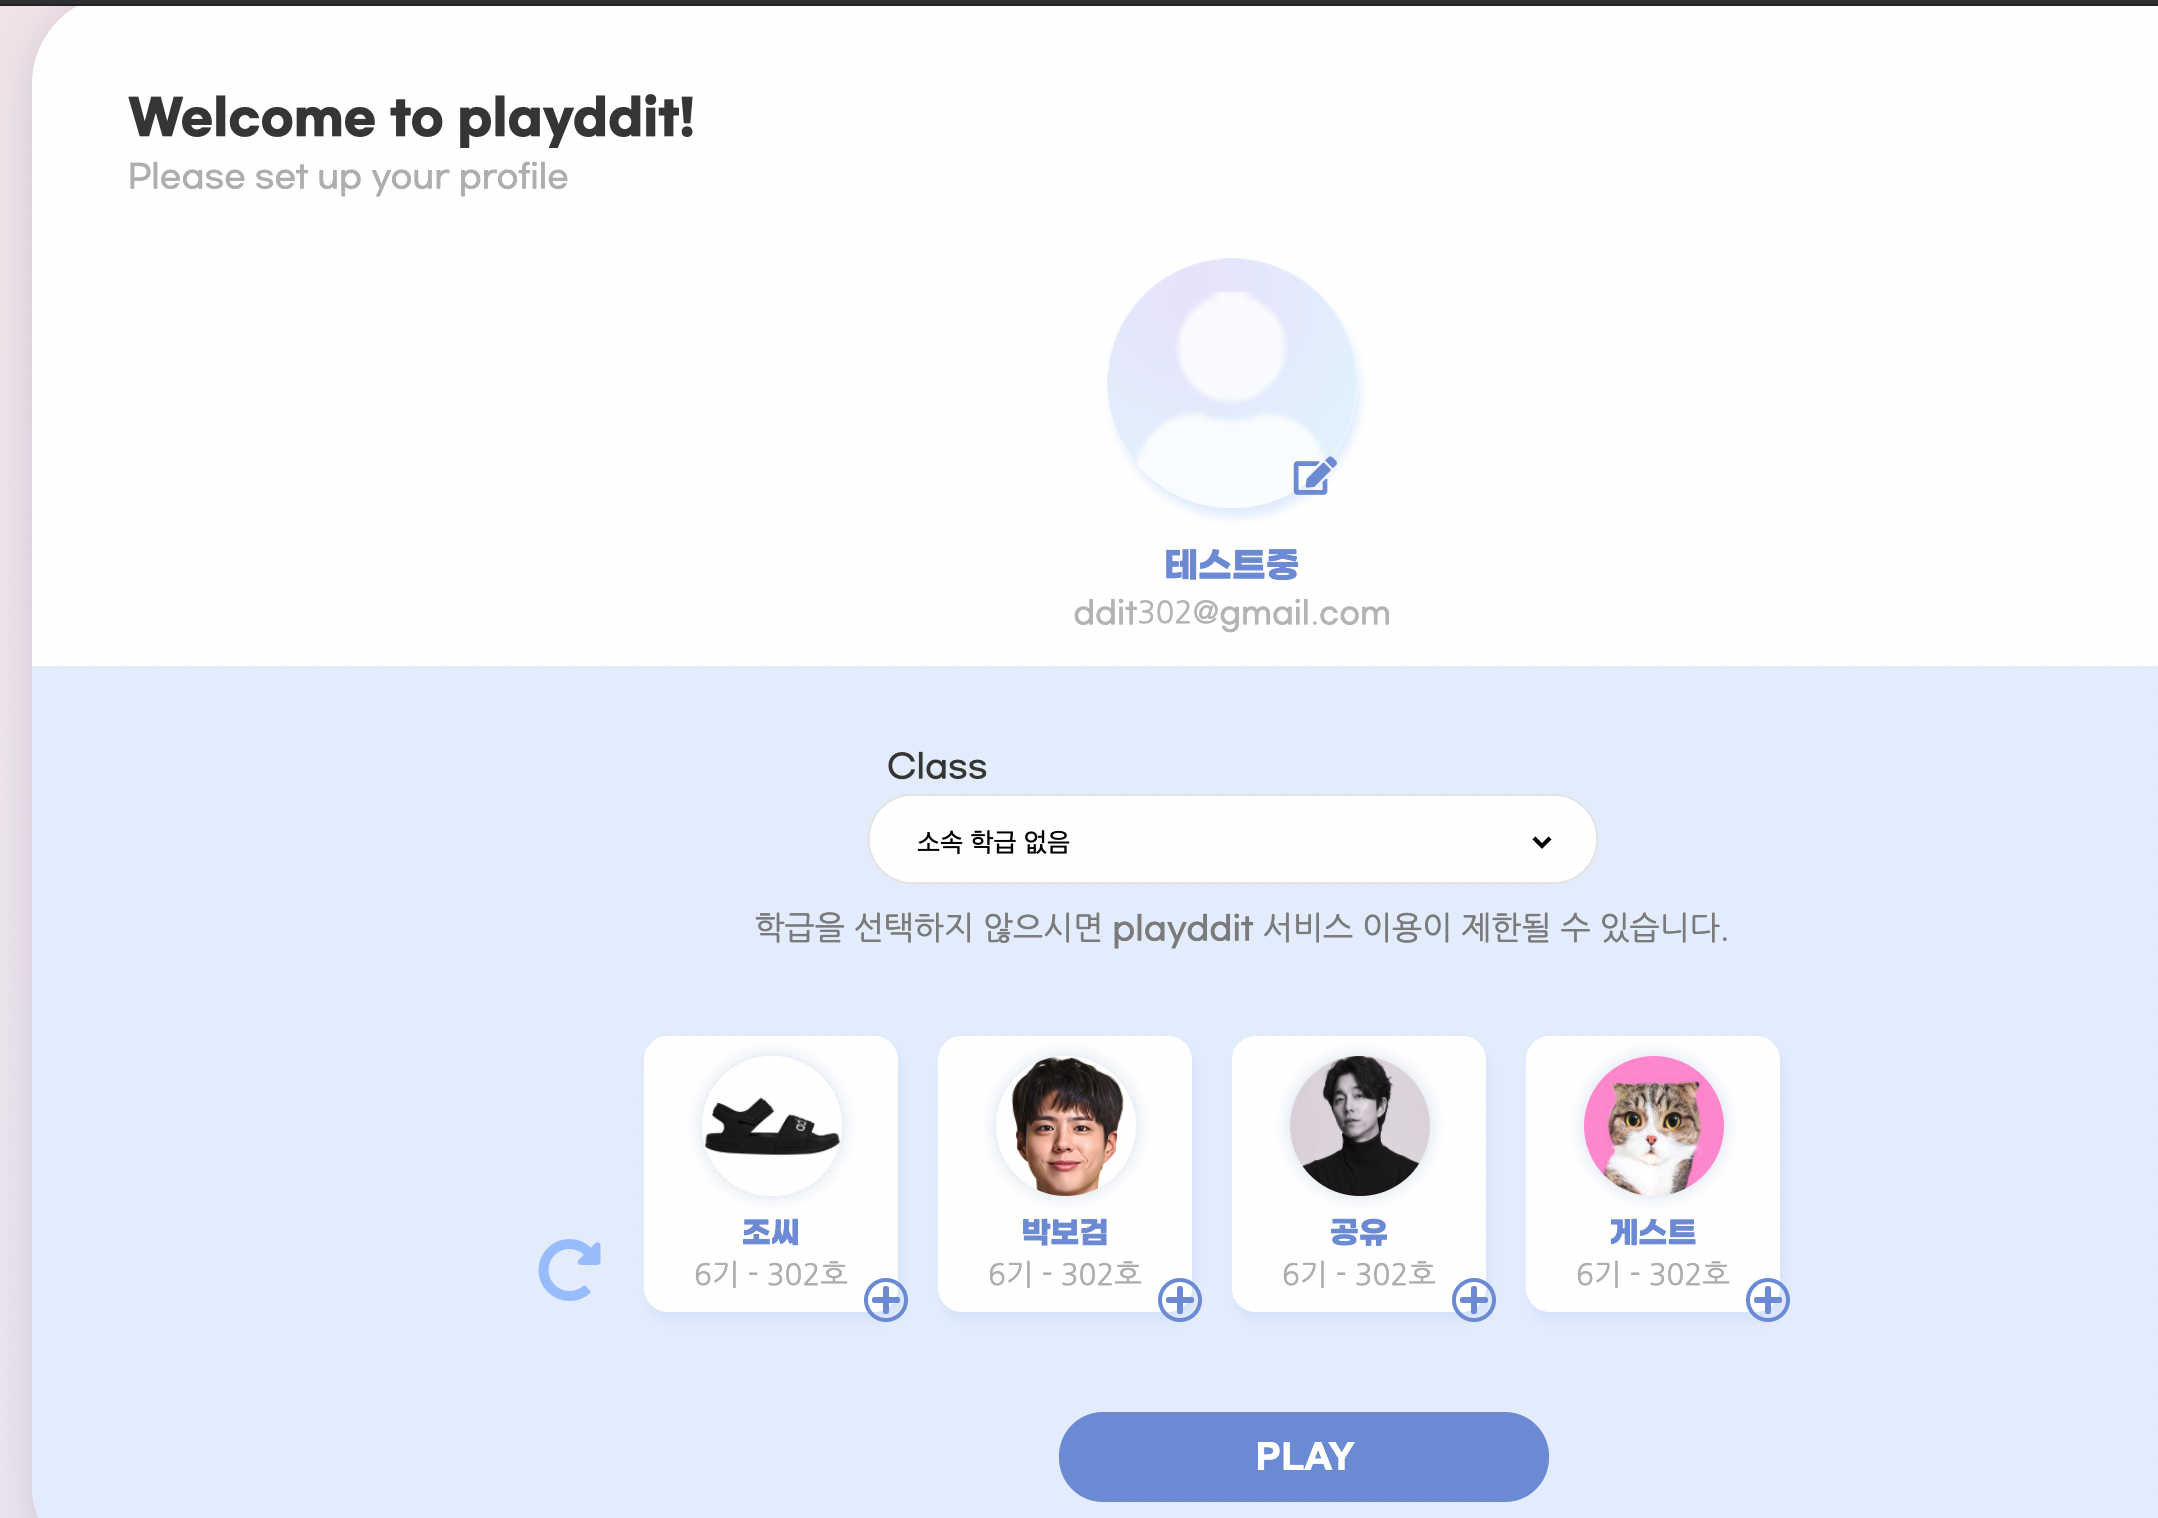 Welcome to playddit!
Please set up your profile
테스트중
ddit302@gmail.com
Class
소속 학급 없음
학급을 선택하지 않으시면 playddit 서비스 이용이 제한될 수 있습니다.
조씨
6기 - 302호
박보검
6기 - 302호
공유
6기 - 302호
게스트
6기 - 302호
PLAY